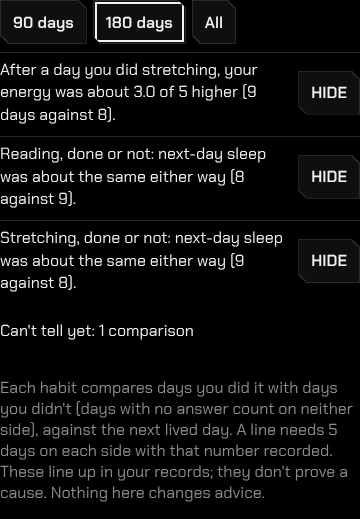 90 days
180 days
All
After a day you did stretching, your
energy was about 3.0 of 5 higher (9
days against 8).
HIDE
Reading, done or not: next-day sleep
was about the same either way (8
against 9).
HIDE
Stretching, done or not: next-day sleep
was about the same either way (9
against 8).
HIDE
Can't tell yet: 1 comparison
Each habit compares days you did it with days
you didn't (days with no answer count on neither
side), against the next lived day. A line needs 5
days on each side with that number recorded.
These line up in your records; they don't prove a
cause. Nothing here changes advice.